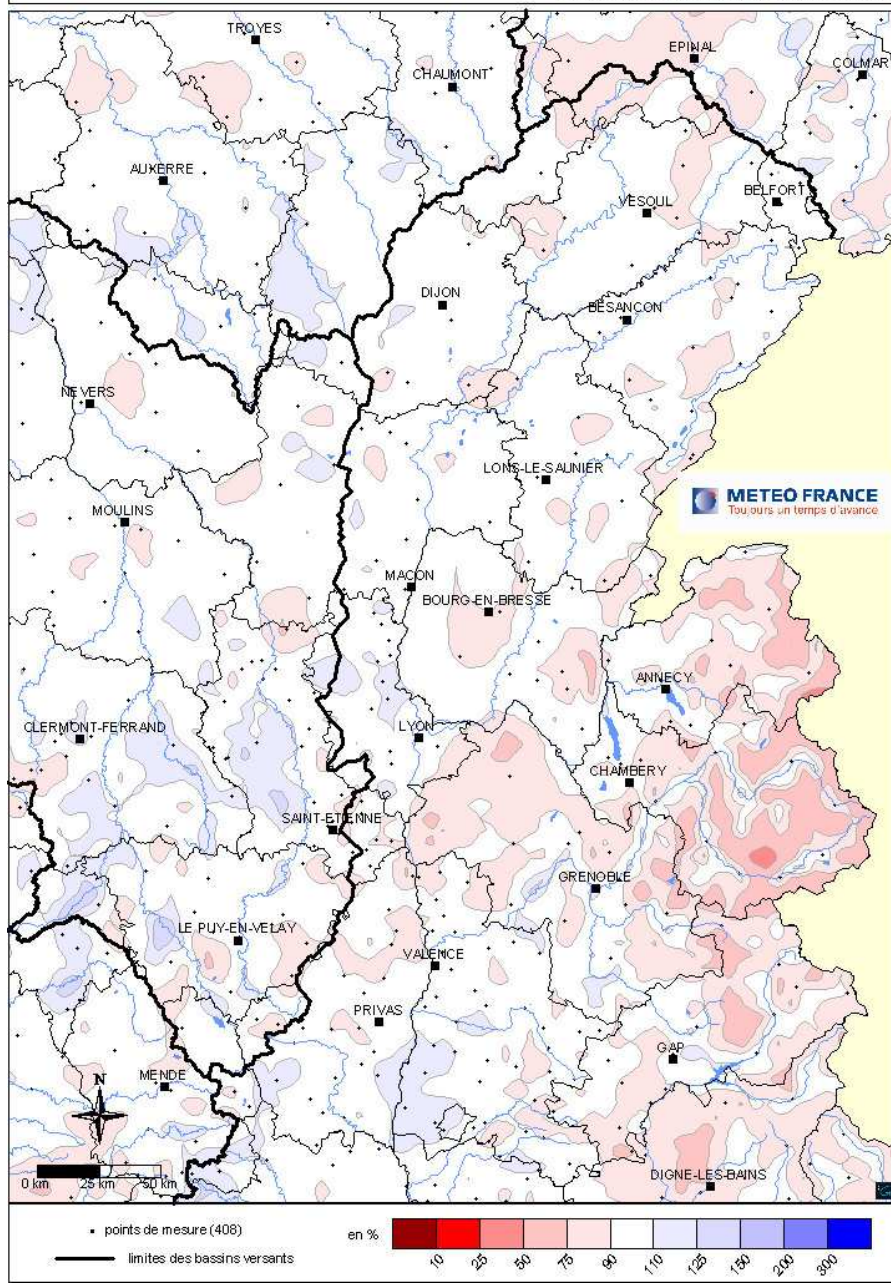 TROYES
EPINAL
CHAUMONT
COLMAR
AUXERRE
BELFORT
VESOUL
DIJON
BESANCON
NEVERS
LONS-LE-SAUNIER
METEO FRANCE
Toujours un temps d'avance
MOULINS
MACON
BOURG-EN-BRESSE
ANNECY
CLERMONT-FERRAND
LYON
CHAMBERY
SAINT-ETIENNE
GRENOBLE
LE PUY-EN-VELAY
VALENCE
PRIVAS
GAP
MENDE
N
DIGNE-LES-BAINS
0 km 25 km 50 km
points de mesure (408)
limites des bassins versants
en %
10 25 50 75 90 110 125 150 200 300